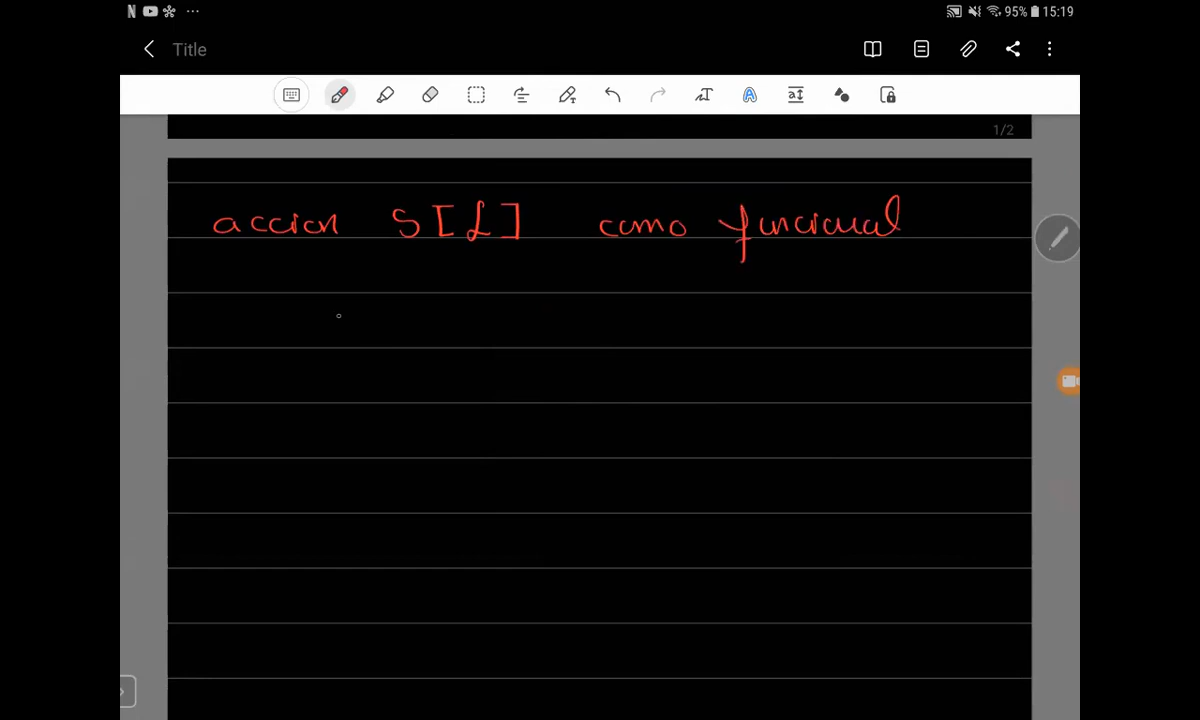 N ... 95% 15:19
Title
1/2
accion S[ℒ] como funcional